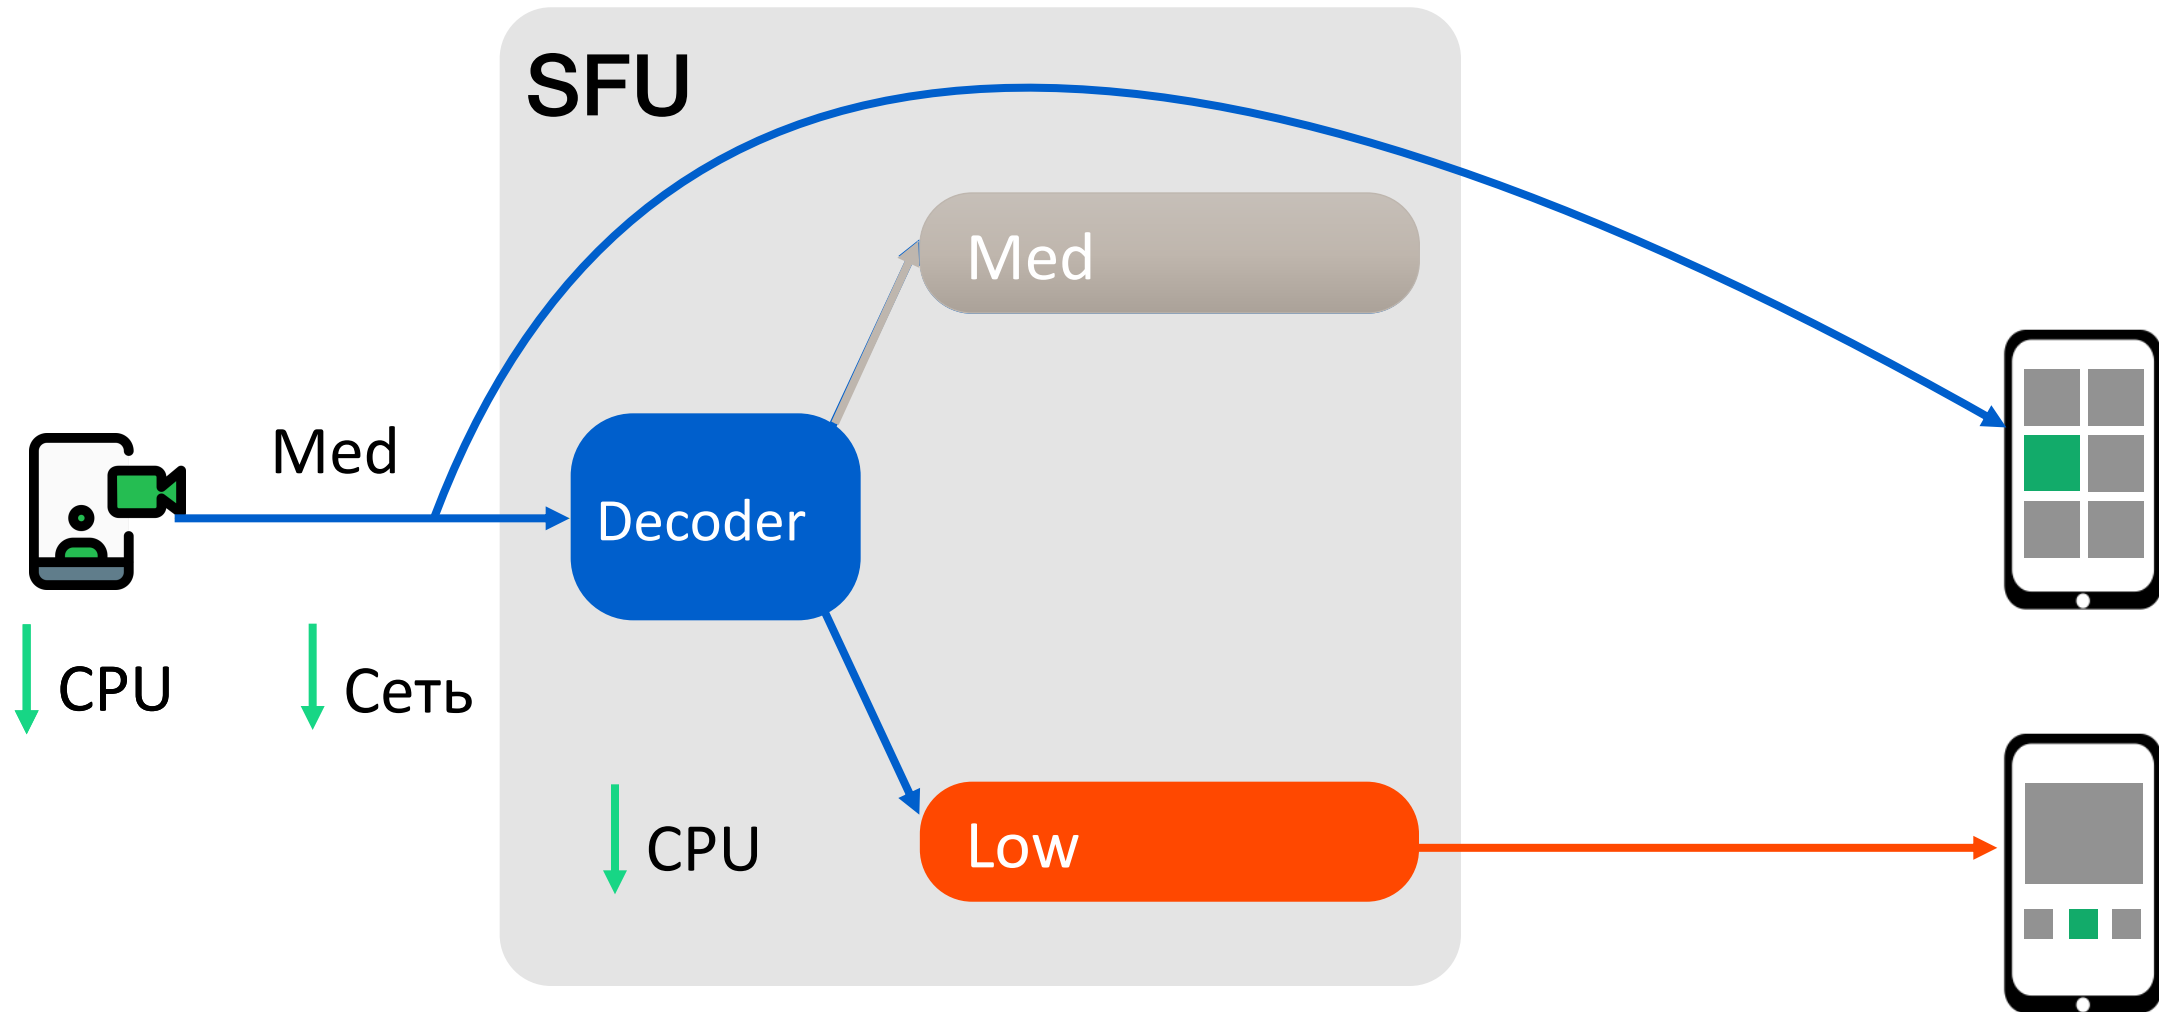 SFU
Med
Med
Decoder
CPU
Сеть
CPU
Low